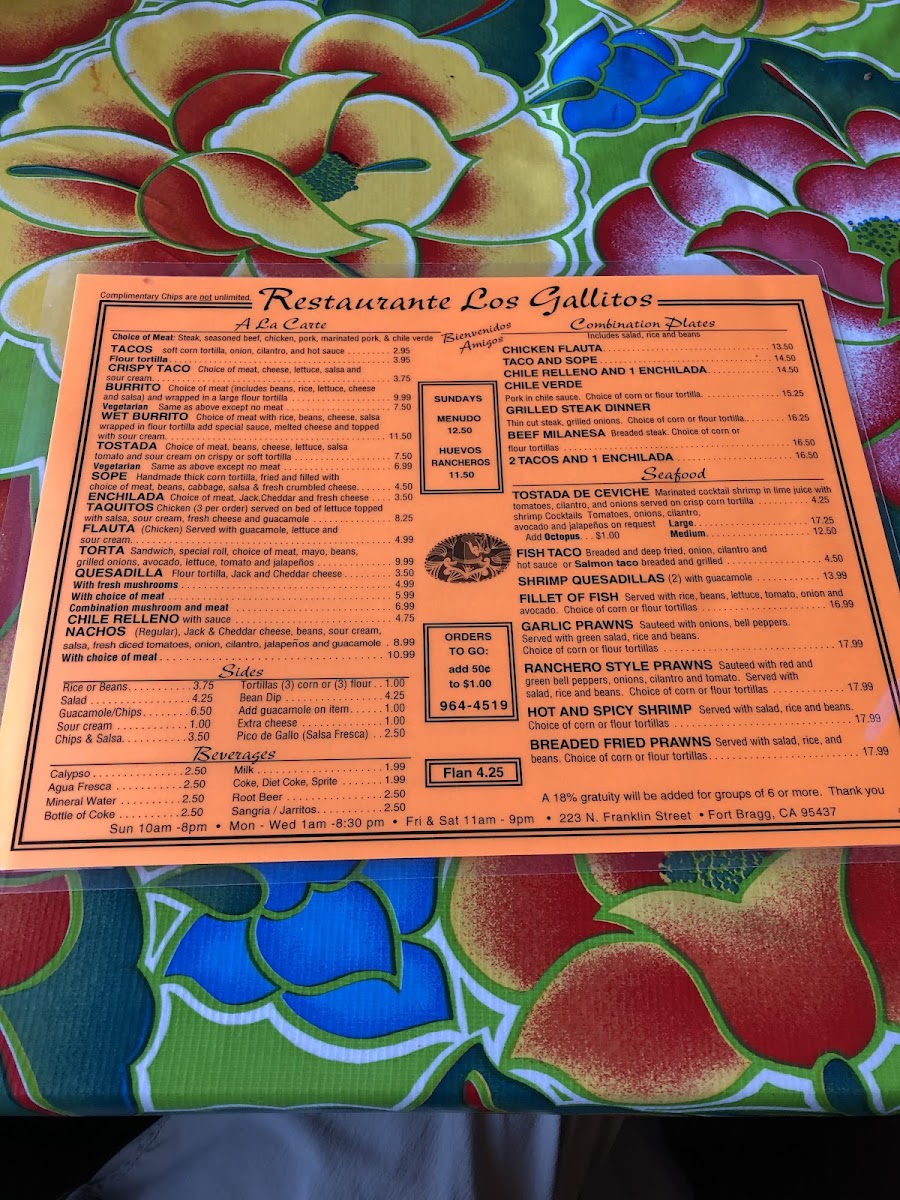 Complimentary Chips are not unlimited.
Restaurante Los Gallitos
A La Carte
Choice of Meat: Steak, seasoned beef, chicken, pork, marinated pork, & chile verde
TACOS soft corn tortilla, onion, cilantro, and hot sauce 2.95
Flour tortilla 3.95
CRISPY TACO Choice of meat, cheese, lettuce, salsa and
sour cream 3.75
BURRITO Choice of meat (includes beans, rice, lettuce, cheese
and salsa) and wrapped in a large flour tortilla 9.99
Vegetarian Same as above except no meat 7.50
WET BURRITO Choice of meat with rice, beans, cheese, salsa
wrapped in flour tortilla add special sauce, melted cheese and topped
with sour cream 11.50
TOSTADA Choice of meat, beans, cheese, lettuce, salsa
tomato and sour cream on crispy or soft tortilla 7.50
Vegetarian Same as above except no meat 6.99
SOPE Handmade thick corn tortilla, fried and filled with
choice of meat, beans, cabbage, salsa & fresh crumbled cheese 4.50
ENCHILADA Choice of meat, Jack,Cheddar and fresh cheese 3.50
TAQUITOS Chicken (3 per order) served on bed of lettuce topped
with salsa, sour cream, fresh cheese and guacamole 8.25
FLAUTA (Chicken) Served with guacamole, lettuce and
sour cream 4.99
TORTA Sandwich, special roll, choice of meat, mayo, beans,
grilled onions, avocado, lettuce, tomato and jalapeños 9.99
QUESADILLA Flour tortilla, Jack and Cheddar cheese 3.50
With fresh mushrooms 4.99
With choice of meat 5.99
Combination mushroom and meat 6.99
CHILE RELLENO with sauce 4.75
NACHOS (Regular), Jack & Cheddar cheese, beans, sour cream,
salsa, fresh diced tomatoes, onion, cilantro, jalapeños and guacamole 8.99
With choice of meat 10.99
Sides
Rice or Beans 3.75
Salad 4.25
Guacamole/Chips 6.50
Sour cream 1.00
Chips & Salsa 3.50
Tortillas (3) corn or (3) flour 1.00
Bean Dip 4.25
Add guacamole on item 1.00
Extra cheese 1.00
Pico de Gallo (Salsa Fresca) 2.50
Beverages
Calypso 2.50
Agua Fresca 2.50
Mineral Water 2.50
Bottle of Coke 2.50
Milk 1.99
Coke, Diet Coke, Sprite 1.99
Root Beer 2.50
Sangria / Jarritos 2.50
Bienvenidos
Amigos
SUNDAYS
MENUDO
12.50
HUEVOS
RANCHEROS
11.50
ORDERS
TO GO:
add 50¢
to $1.00
964-4519
Flan 4.25
Combination Plates
Includes salad, rice and beans
CHICKEN FLAUTA 13.50
TACO AND SOPE 14.50
CHILE RELLENO AND 1 ENCHILADA 14.50
CHILE VERDE
Pork in chile sauce. Choice of corn or flour tortilla 15.25
GRILLED STEAK DINNER
Thin cut steak, grilled onions. Choice of corn or flour tortilla 16.25
BEEF MILANESA Breaded steak. Choice of corn or
flour tortillas 16.50
2 TACOS AND 1 ENCHILADA 16.50
Seafood
TOSTADA DE CEVICHE Marinated cocktail shrimp in lime juice with
tomatoes, cilantro, and onions served on crisp corn tortilla 4.25
shrimp Cocktails Tomatoes, onions, cilantro,
avocado and jalapeños on request Large 17.25
Add Octopus. . . $1.00 Medium 12.50
FISH TACO Breaded and deep fried, onion, cilantro and
hot sauce or Salmon taco breaded and grilled 4.50
SHRIMP QUESADILLAS (2) with guacamole 13.99
FILLET OF FISH Served with rice, beans, lettuce, tomato, onion and
avocado. Choice of corn or flour tortillas 16.99
GARLIC PRAWNS Sauteed with onions, bell peppers.
Served with green salad, rice and beans.
Choice of corn or flour tortillas 17.99
RANCHERO STYLE PRAWNS Sauteed with red and
green bell peppers, onions, cilantro and tomato. Served with
salad, rice and beans. Choice of corn or flour tortillas 17.99
HOT AND SPICY SHRIMP Served with salad, rice and beans.
Choice of corn or flour tortillas 17.99
BREADED FRIED PRAWNS Served with salad, rice, and
beans. Choice of corn or flour tortillas 17.99
A 18% gratuity will be added for groups of 6 or more. Thank you
Sun 10am -8pm • Mon - Wed 1am -8:30 pm • Fri & Sat 11am - 9pm • 223 N. Franklin Street • Fort Bragg, CA 95437